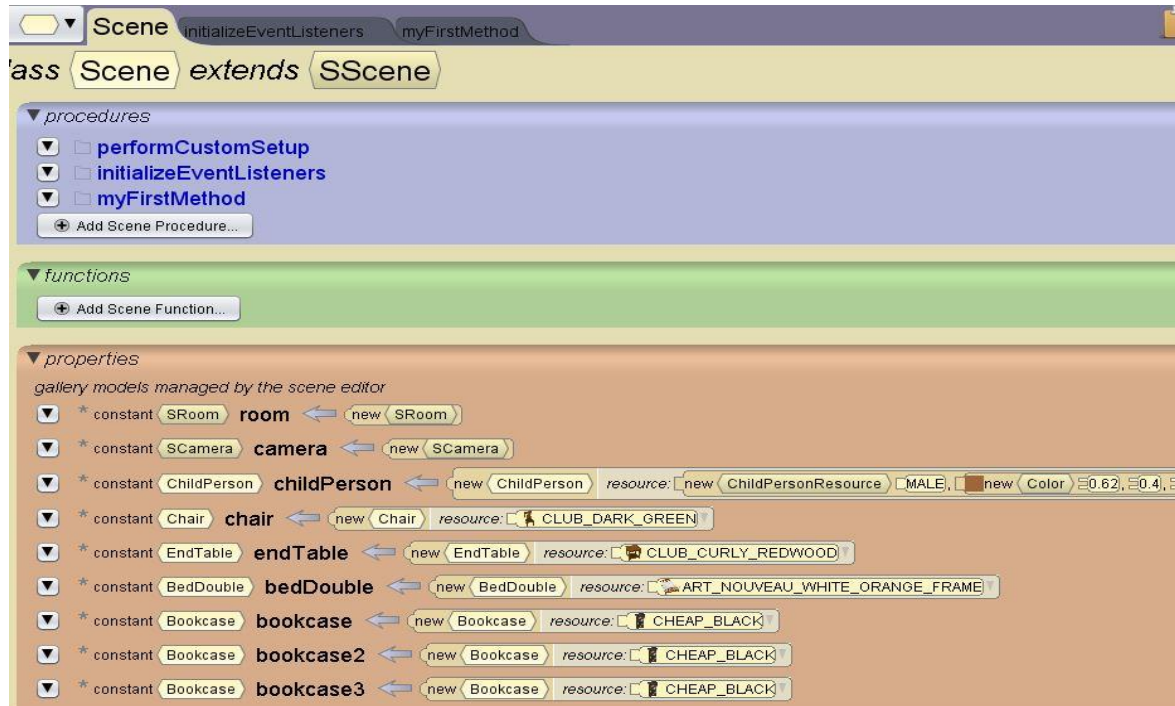 Scene initializeEventListeners myFirstMethod
ass Scene extends SScene
procedures
performCustomSetup
initializeEventListeners
myFirstMethod
Add Scene Procedure...
functions
Add Scene Function...
properties
gallery models managed by the scene editor
* constant SRoom room new SRoom
* constant SCamera camera new SCamera
* constant ChildPerson childPerson new ChildPerson resource: new ChildPersonResource MALE, new Color 0.62, 0.4,
* constant Chair chair new Chair resource: CLUB_DARK_GREEN
* constant EndTable endTable new EndTable resource: CLUB_CURLY_REDWOOD
* constant BedDouble bedDouble new BedDouble resource: ART_NOUVEAU_WHITE_ORANGE_FRAME
* constant Bookcase bookcase new Bookcase resource: CHEAP_BLACK
* constant Bookcase bookcase2 new Bookcase resource: CHEAP_BLACK
* constant Bookcase bookcase3 new Bookcase resource: CHEAP_BLACK